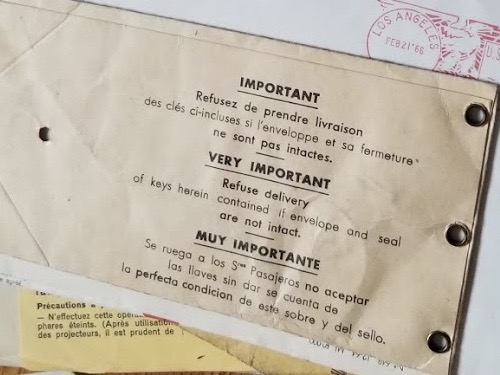 LOS ANGELES
FEB 21 '66
U.S.
IMPORTANT
Refusez de prendre livraison
des clés ci-incluses si l'enveloppe et sa fermeture
ne sont pas intactes.
VERY IMPORTANT
Refuse delivery
of keys herein contained if envelope and seal
are not intact.
MUY IMPORTANTE
Se ruega a los Sres Pasajeros no aceptar
las llaves sin dar se cuenta de
la perfecta condicion de este sobre y del sello.
Précautions
— N'effectuez cette opéra
phares éteints. (Après utilisation
des projecteurs, il est prudent de